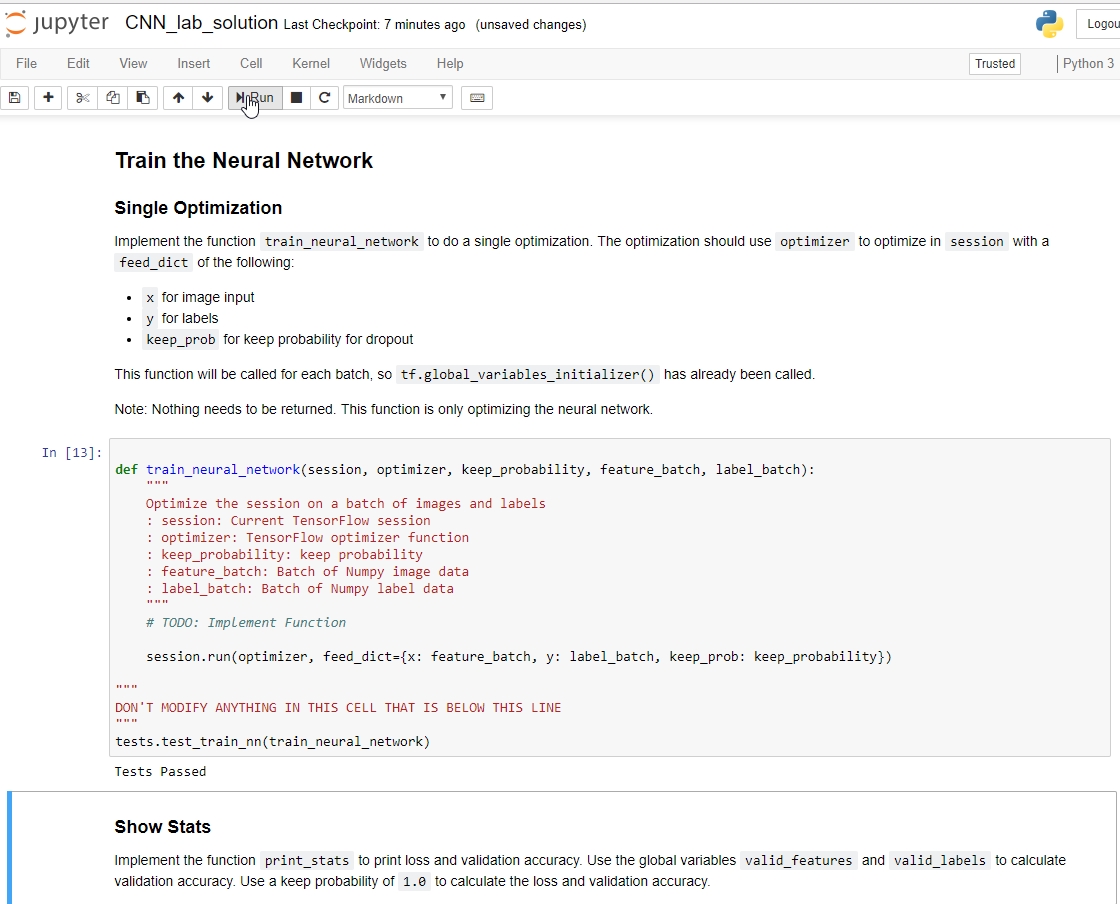 jupyter CNN_lab_solution Last Checkpoint: 7 minutes ago (unsaved changes) Logou
File Edit View Insert Cell Kernel Widgets Help Trusted Python 3
Run Markdown
Train the Neural Network
Single Optimization
Implement the function train_neural_network to do a single optimization. The optimization should use optimizer to optimize in session with a
feed_dict of the following:
• x for image input
• y for labels
• keep_prob for keep probability for dropout
This function will be called for each batch, so tf.global_variables_initializer() has already been called.
Note: Nothing needs to be returned. This function is only optimizing the neural network.
In [13]:
def train_neural_network(session, optimizer, keep_probability, feature_batch, label_batch):
"""
Optimize the session on a batch of images and labels
: session: Current TensorFlow session
: optimizer: TensorFlow optimizer function
: keep_probability: keep probability
: feature_batch: Batch of Numpy image data
: label_batch: Batch of Numpy label data
"""
# TODO: Implement Function
session.run(optimizer, feed_dict={x: feature_batch, y: label_batch, keep_prob: keep_probability})
"""
DON'T MODIFY ANYTHING IN THIS CELL THAT IS BELOW THIS LINE
"""
tests.test_train_nn(train_neural_network)
Tests Passed
Show Stats
Implement the function print_stats to print loss and validation accuracy. Use the global variables valid_features and valid_labels to calculate
validation accuracy. Use a keep probability of 1.0 to calculate the loss and validation accuracy.